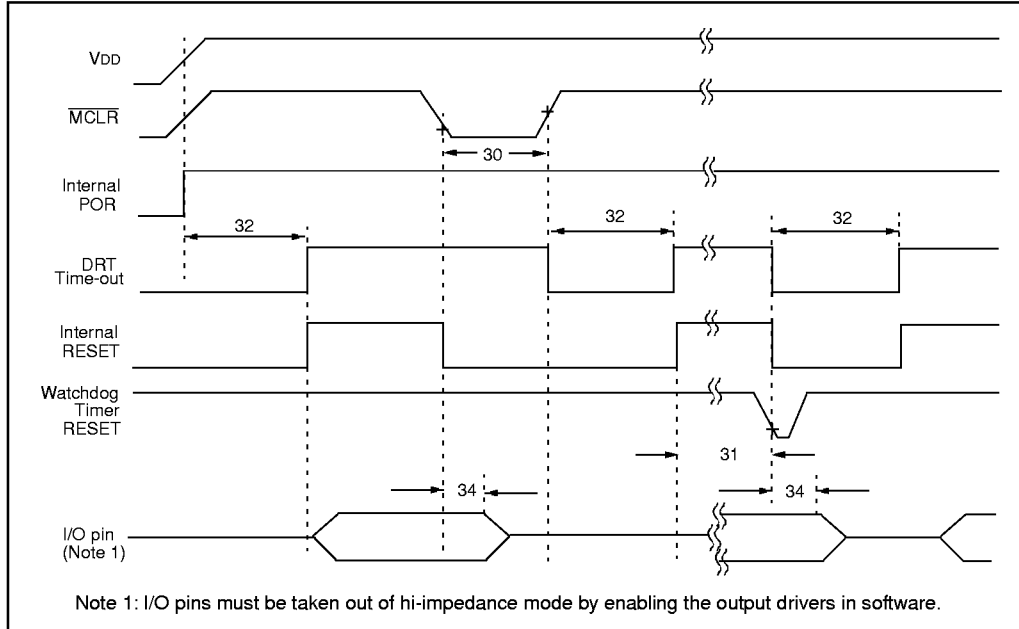 VDD
MCLR
30
Internal
POR
32
32
32
DRT
Time-out
Internal
RESET
Watchdog
Timer
RESET
31
34
34
I/O pin
(Note 1)
Note 1: I/O pins must be taken out of hi-impedance mode by enabling the output drivers in software.